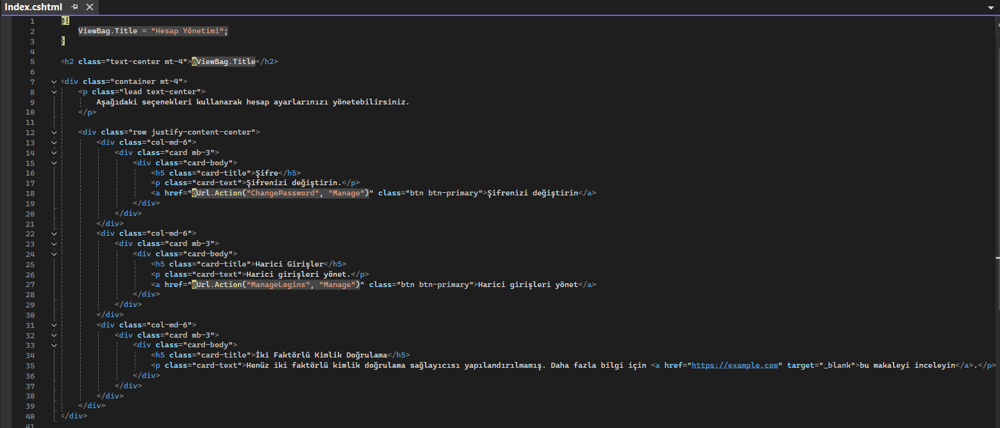 Index.cshtml
1 @{
2 ViewBag.Title = "Hesap Yönetimi";
3 }
4
5 <h2 class="text-center mt-4">@ViewBag.Title</h2>
6
7 <div class="container mt-4">
8 <p class="lead text-center">
9 Aşağıdaki seçenekleri kullanarak hesap ayarlarınızı yönetebilirsiniz.
10 </p>
11
12 <div class="row justify-content-center">
13 <div class="col-md-6">
14 <div class="card mb-3">
15 <div class="card-body">
16 <h5 class="card-title">Şifre</h5>
17 <p class="card-text">Şifrenizi değiştirin.</p>
18 <a href="@Url.Action("ChangePassword", "Manage")" class="btn btn-primary">Şifrenizi değiştirin</a>
19 </div>
20 </div>
21 </div>
22 <div class="col-md-6">
23 <div class="card mb-3">
24 <div class="card-body">
25 <h5 class="card-title">Harici Girişler</h5>
26 <p class="card-text">Harici girişleri yönet.</p>
27 <a href="@Url.Action("ManageLogins", "Manage")" class="btn btn-primary">Harici girişleri yönet</a>
28 </div>
29 </div>
30 </div>
31 <div class="col-md-6">
32 <div class="card mb-3">
33 <div class="card-body">
34 <h5 class="card-title">İki Faktörlü Kimlik Doğrulama</h5>
35 <p class="card-text">Henüz iki faktörlü kimlik doğrulama sağlayıcısı yapılandırılmamış. Daha fazla bilgi için <a href="https://example.com" target="_blank">bu makaleyi inceleyin</a>.</p>
36 </div>
37 </div>
38 </div>
39 </div>
40 </div>
41